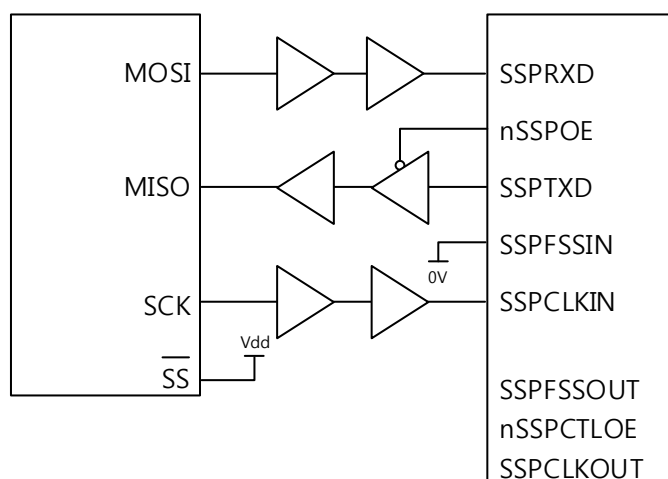 MOSI
SSPRXD
nSSPOE
MISO
SSPTXD
SSPFSSIN
0V
SCK
SSPCLKIN
Vdd
SS
SSPFSSOUT
nSSPCTLOE
SSPCLKOUT